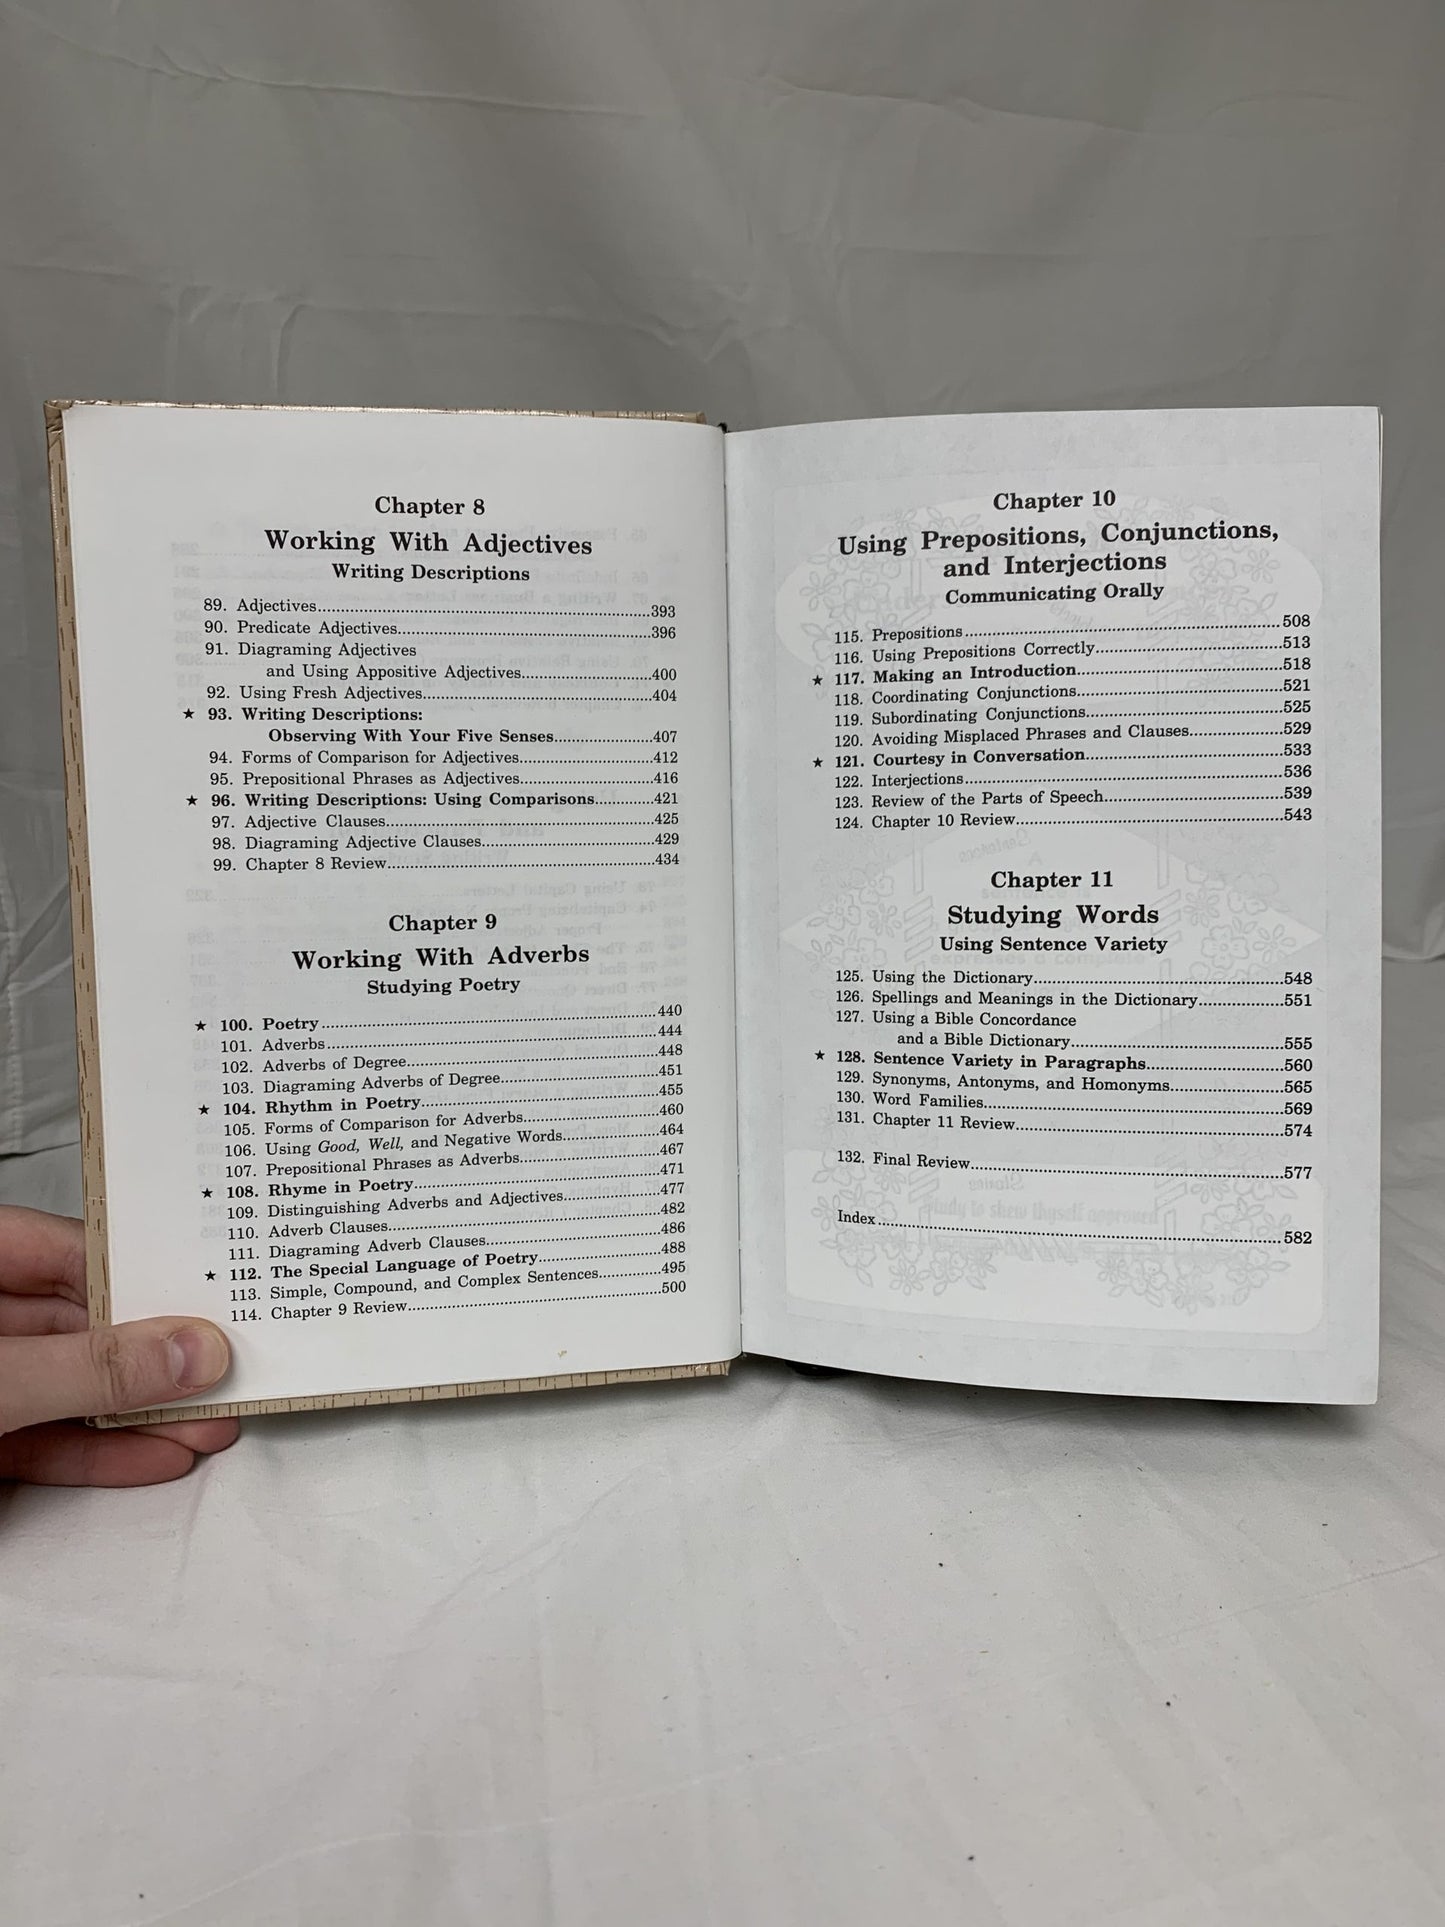 Chapter 8
Working With Adjectives
Writing Descriptions
89. Adjectives....................393
90. Predicate Adjectives....................396
91. Diagraming Adjectives
and Using Appositive Adjectives....................400
92. Using Fresh Adjectives....................404
★ 93. Writing Descriptions:
Observing With Your Five Senses....................407
94. Forms of Comparison for Adjectives....................412
95. Prepositional Phrases as Adjectives....................416
★ 96. Writing Descriptions: Using Comparisons....................421
97. Adjective Clauses....................425
98. Diagraming Adjective Clauses....................429
99. Chapter 8 Review....................434
Chapter 9
Working With Adverbs
Studying Poetry
★ 100. Poetry....................440
101. Adverbs....................444
102. Adverbs of Degree....................448
103. Diagraming Adverbs of Degree....................451
★ 104. Rhythm in Poetry....................455
105. Forms of Comparison for Adverbs....................460
106. Using Good, Well, and Negative Words....................464
107. Prepositional Phrases as Adverbs....................467
★ 108. Rhyme in Poetry....................471
109. Distinguishing Adverbs and Adjectives....................477
110. Adverb Clauses....................482
111. Diagraming Adverb Clauses....................486
★ 112. The Special Language of Poetry....................488
113. Simple, Compound, and Complex Sentences....................495
114. Chapter 9 Review....................500
Chapter 10
Using Prepositions, Conjunctions,
and Interjections
Communicating Orally
115. Prepositions....................508
116. Using Prepositions Correctly....................513
★ 117. Making an Introduction....................518
118. Coordinating Conjunctions....................521
119. Subordinating Conjunctions....................525
120. Avoiding Misplaced Phrases and Clauses....................529
★ 121. Courtesy in Conversation....................533
122. Interjections....................536
123. Review of the Parts of Speech....................539
124. Chapter 10 Review....................543
Chapter 11
Studying Words
Using Sentence Variety
125. Using the Dictionary....................548
126. Spellings and Meanings in the Dictionary....................551
127. Using a Bible Concordance
and a Bible Dictionary....................555
★ 128. Sentence Variety in Paragraphs....................560
129. Synonyms, Antonyms, and Homonyms....................565
130. Word Families....................569
131. Chapter 11 Review....................574
132. Final Review....................577
Index....................582